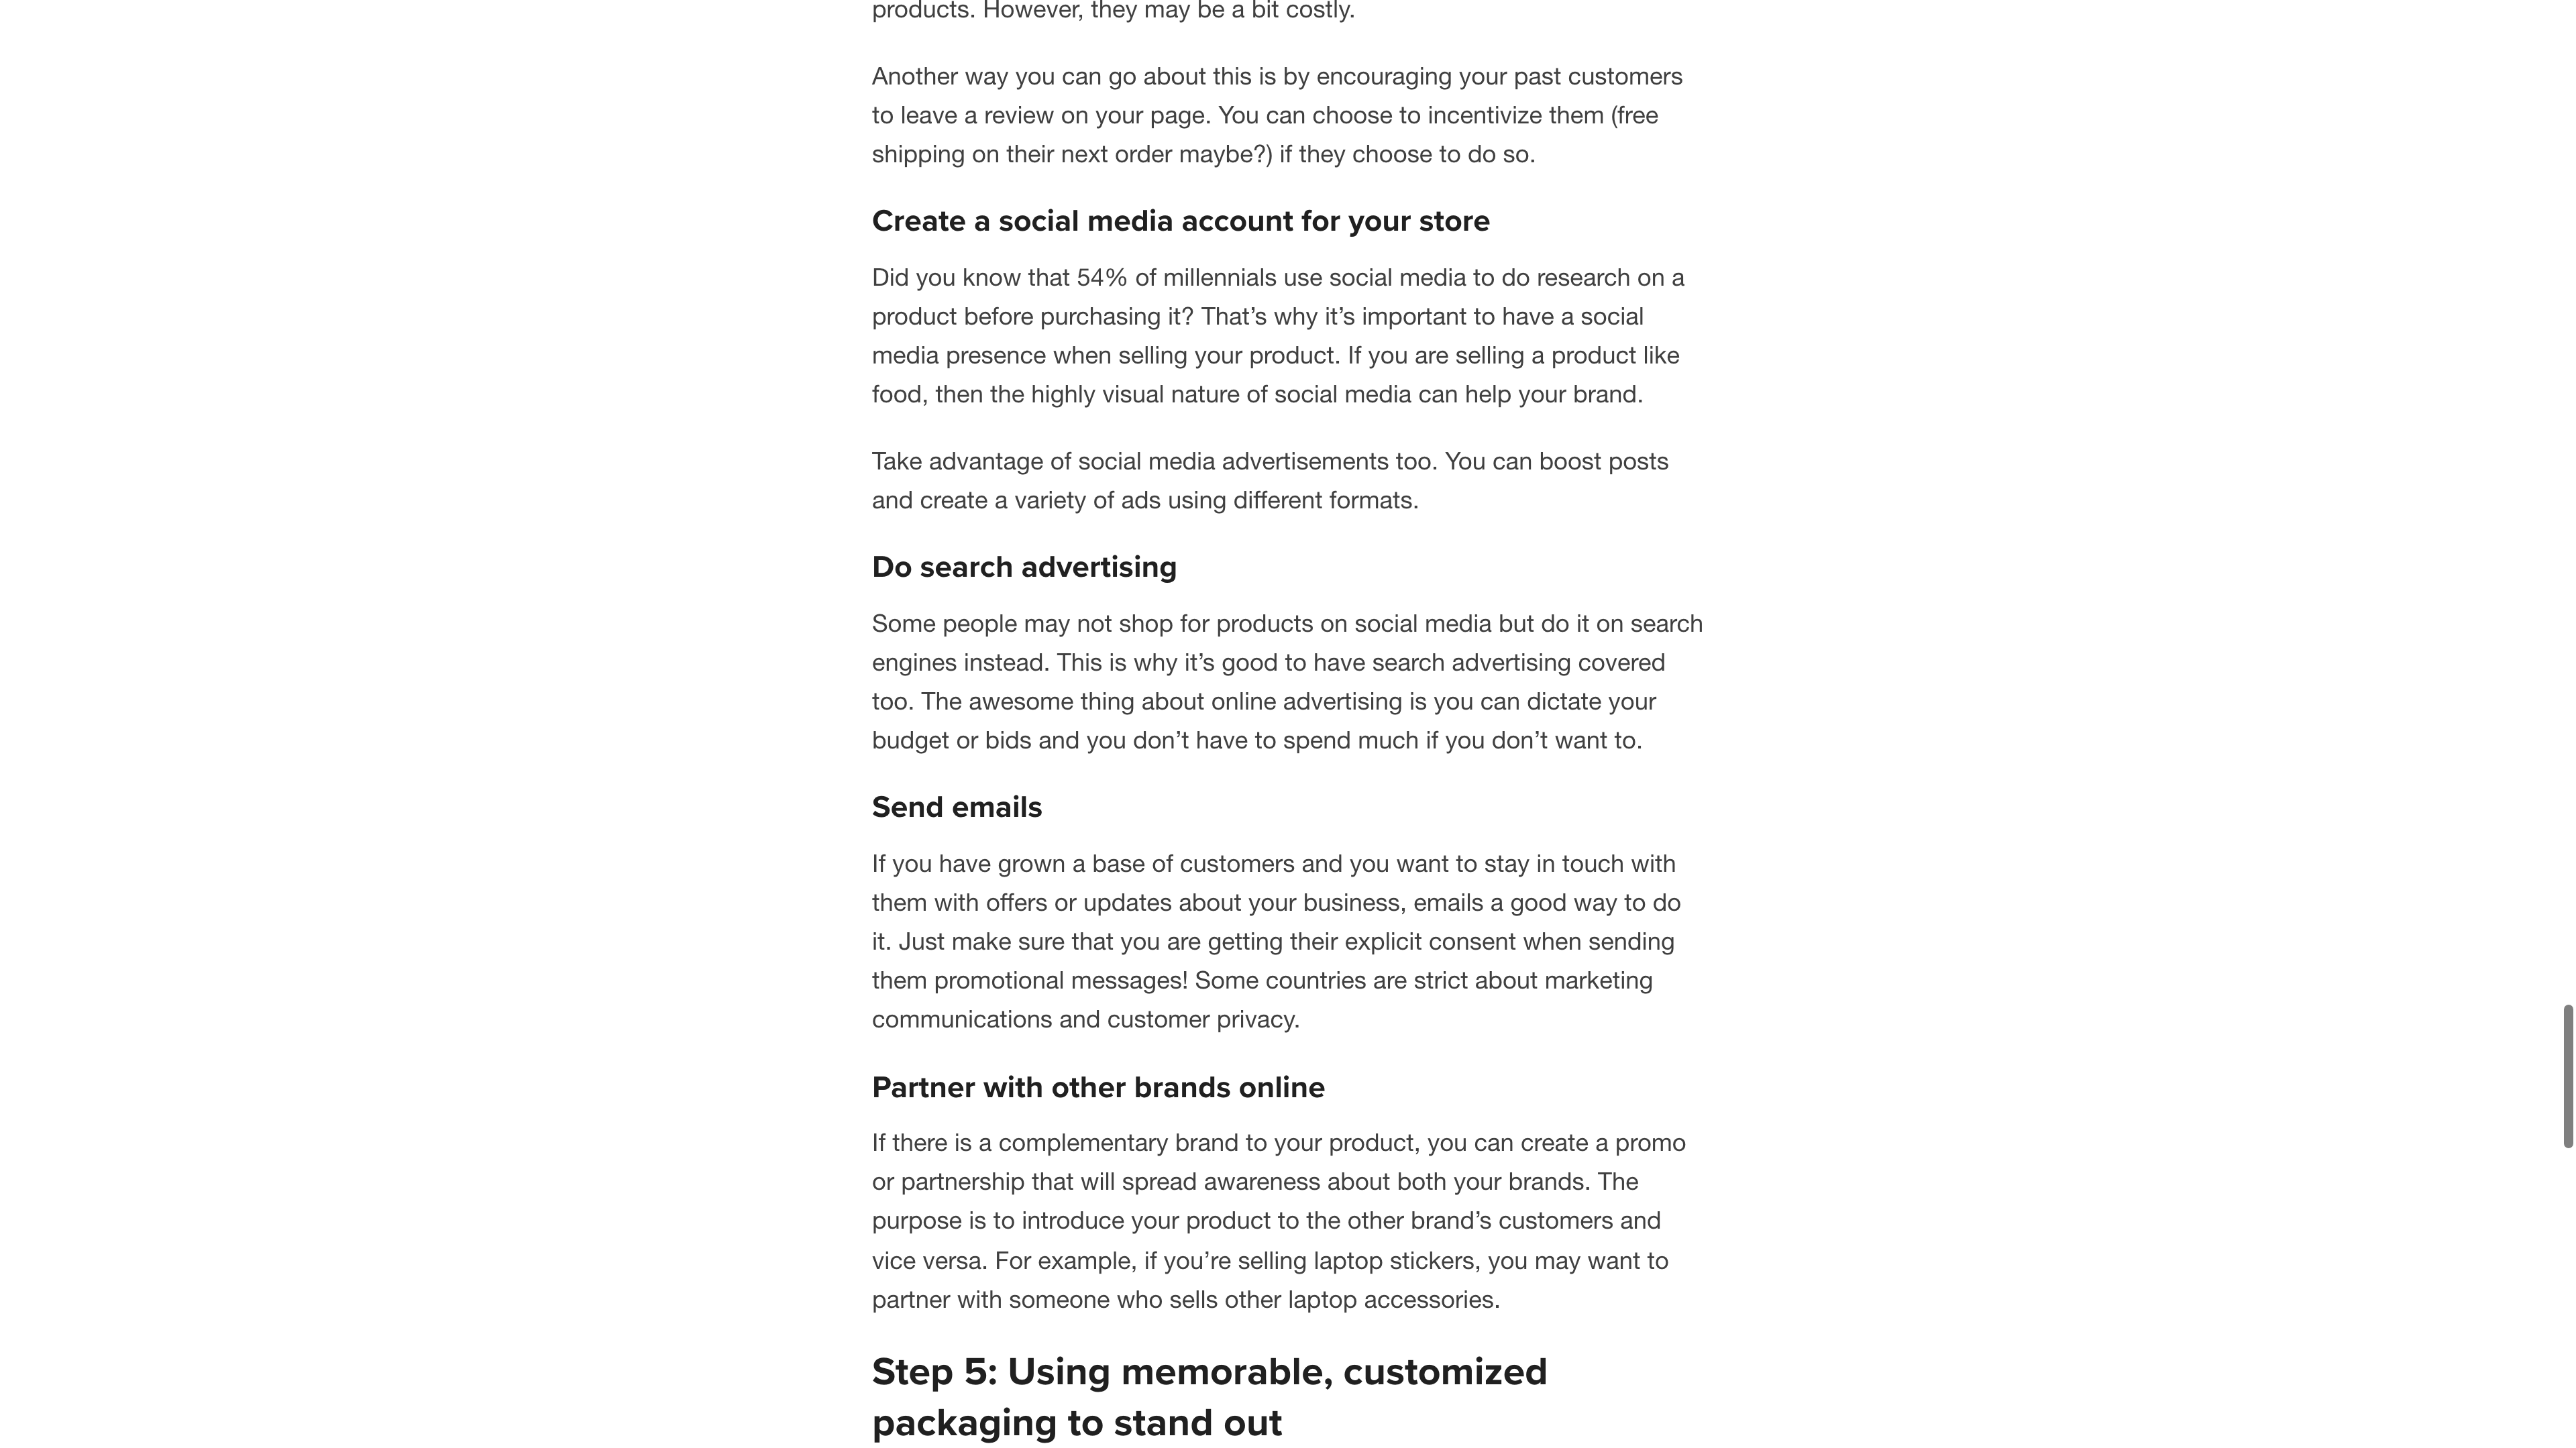 products. However, they may be a bit costly.
Another way you can go about this is by encouraging your past customers
to leave a review on your page. You can choose to incentivize them (free
shipping on their next order maybe?) if they choose to do so.
Create a social media account for your store
Did you know that 54% of millennials use social media to do research on a
product before purchasing it? That’s why it’s important to have a social
media presence when selling your product. If you are selling a product like
food, then the highly visual nature of social media can help your brand.
Take advantage of social media advertisements too. You can boost posts
and create a variety of ads using different formats.
Do search advertising
Some people may not shop for products on social media but do it on search
engines instead. This is why it’s good to have search advertising covered
too. The awesome thing about online advertising is you can dictate your
budget or bids and you don’t have to spend much if you don’t want to.
Send emails
If you have grown a base of customers and you want to stay in touch with
them with offers or updates about your business, emails a good way to do
it. Just make sure that you are getting their explicit consent when sending
them promotional messages! Some countries are strict about marketing
communications and customer privacy.
Partner with other brands online
If there is a complementary brand to your product, you can create a promo
or partnership that will spread awareness about both your brands. The
purpose is to introduce your product to the other brand’s customers and
vice versa. For example, if you’re selling laptop stickers, you may want to
partner with someone who sells other laptop accessories.
Step 5: Using memorable, customized
packaging to stand out